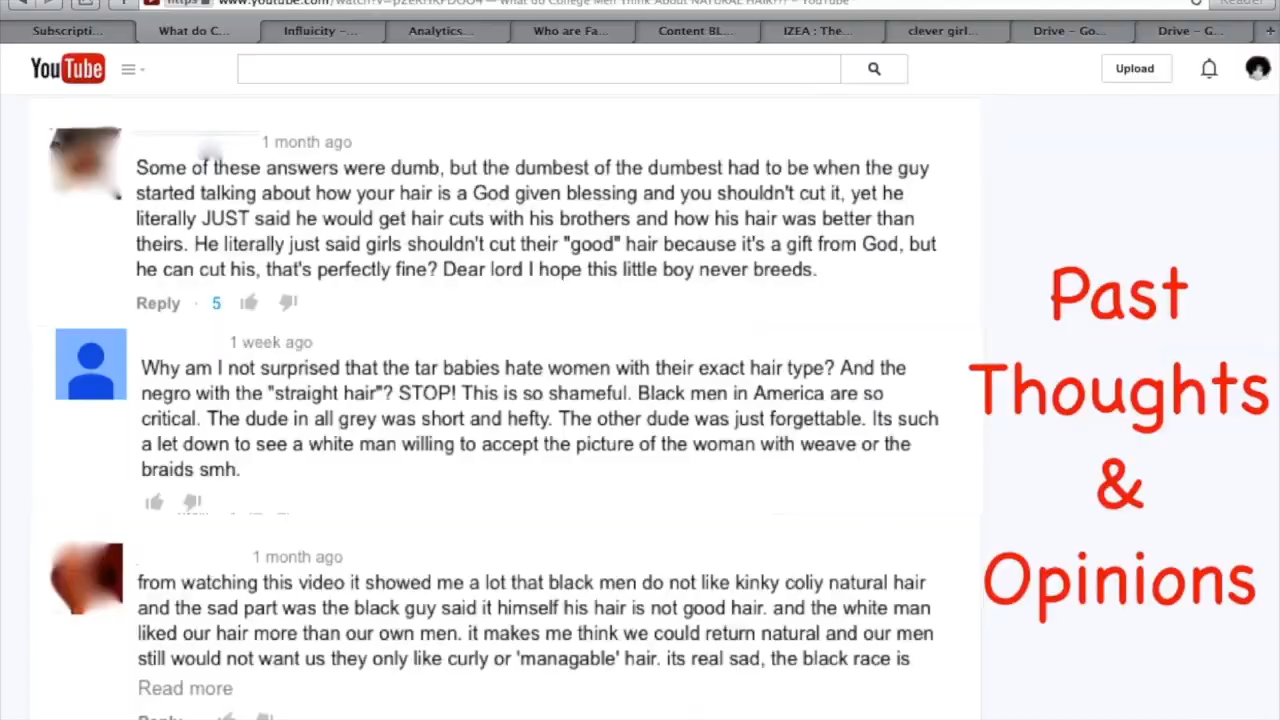 https www.youtube.com/watch?v= What do College Men Think About NATURAL HAIR??? – YouTube Reader
Subscripti... What do C... Influicity –... Analytics... Who are Fa... Content BL... IZEA : The... clever girl... Drive – Go... Drive – G... +
YouTube Upload
1 month ago
Some of these answers were dumb, but the dumbest of the dumbest had to be when the guy
started talking about how your hair is a God given blessing and you shouldn't cut it, yet he
literally JUST said he would get hair cuts with his brothers and how his hair was better than
theirs. He literally just said girls shouldn't cut their "good" hair because it's a gift from God, but
he can cut his, that's perfectly fine? Dear lord I hope this little boy never breeds.
Reply · 5
1 week ago
Why am I not surprised that the tar babies hate women with their exact hair type? And the
negro with the "straight hair"? STOP! This is so shameful. Black men in America are so
critical. The dude in all grey was short and hefty. The other dude was just forgettable. Its such
a let down to see a white man willing to accept the picture of the woman with weave or the
braids smh.
1 month ago
from watching this video it showed me a lot that black men do not like kinky coliy natural hair
and the sad part was the black guy said it himself his hair is not good hair. and the white man
liked our hair more than our own men. it makes me think we could return natural and our men
still would not want us they only like curly or 'managable' hair. its real sad, the black race is
Read more
Reply
Past
Thoughts
&
Opinions